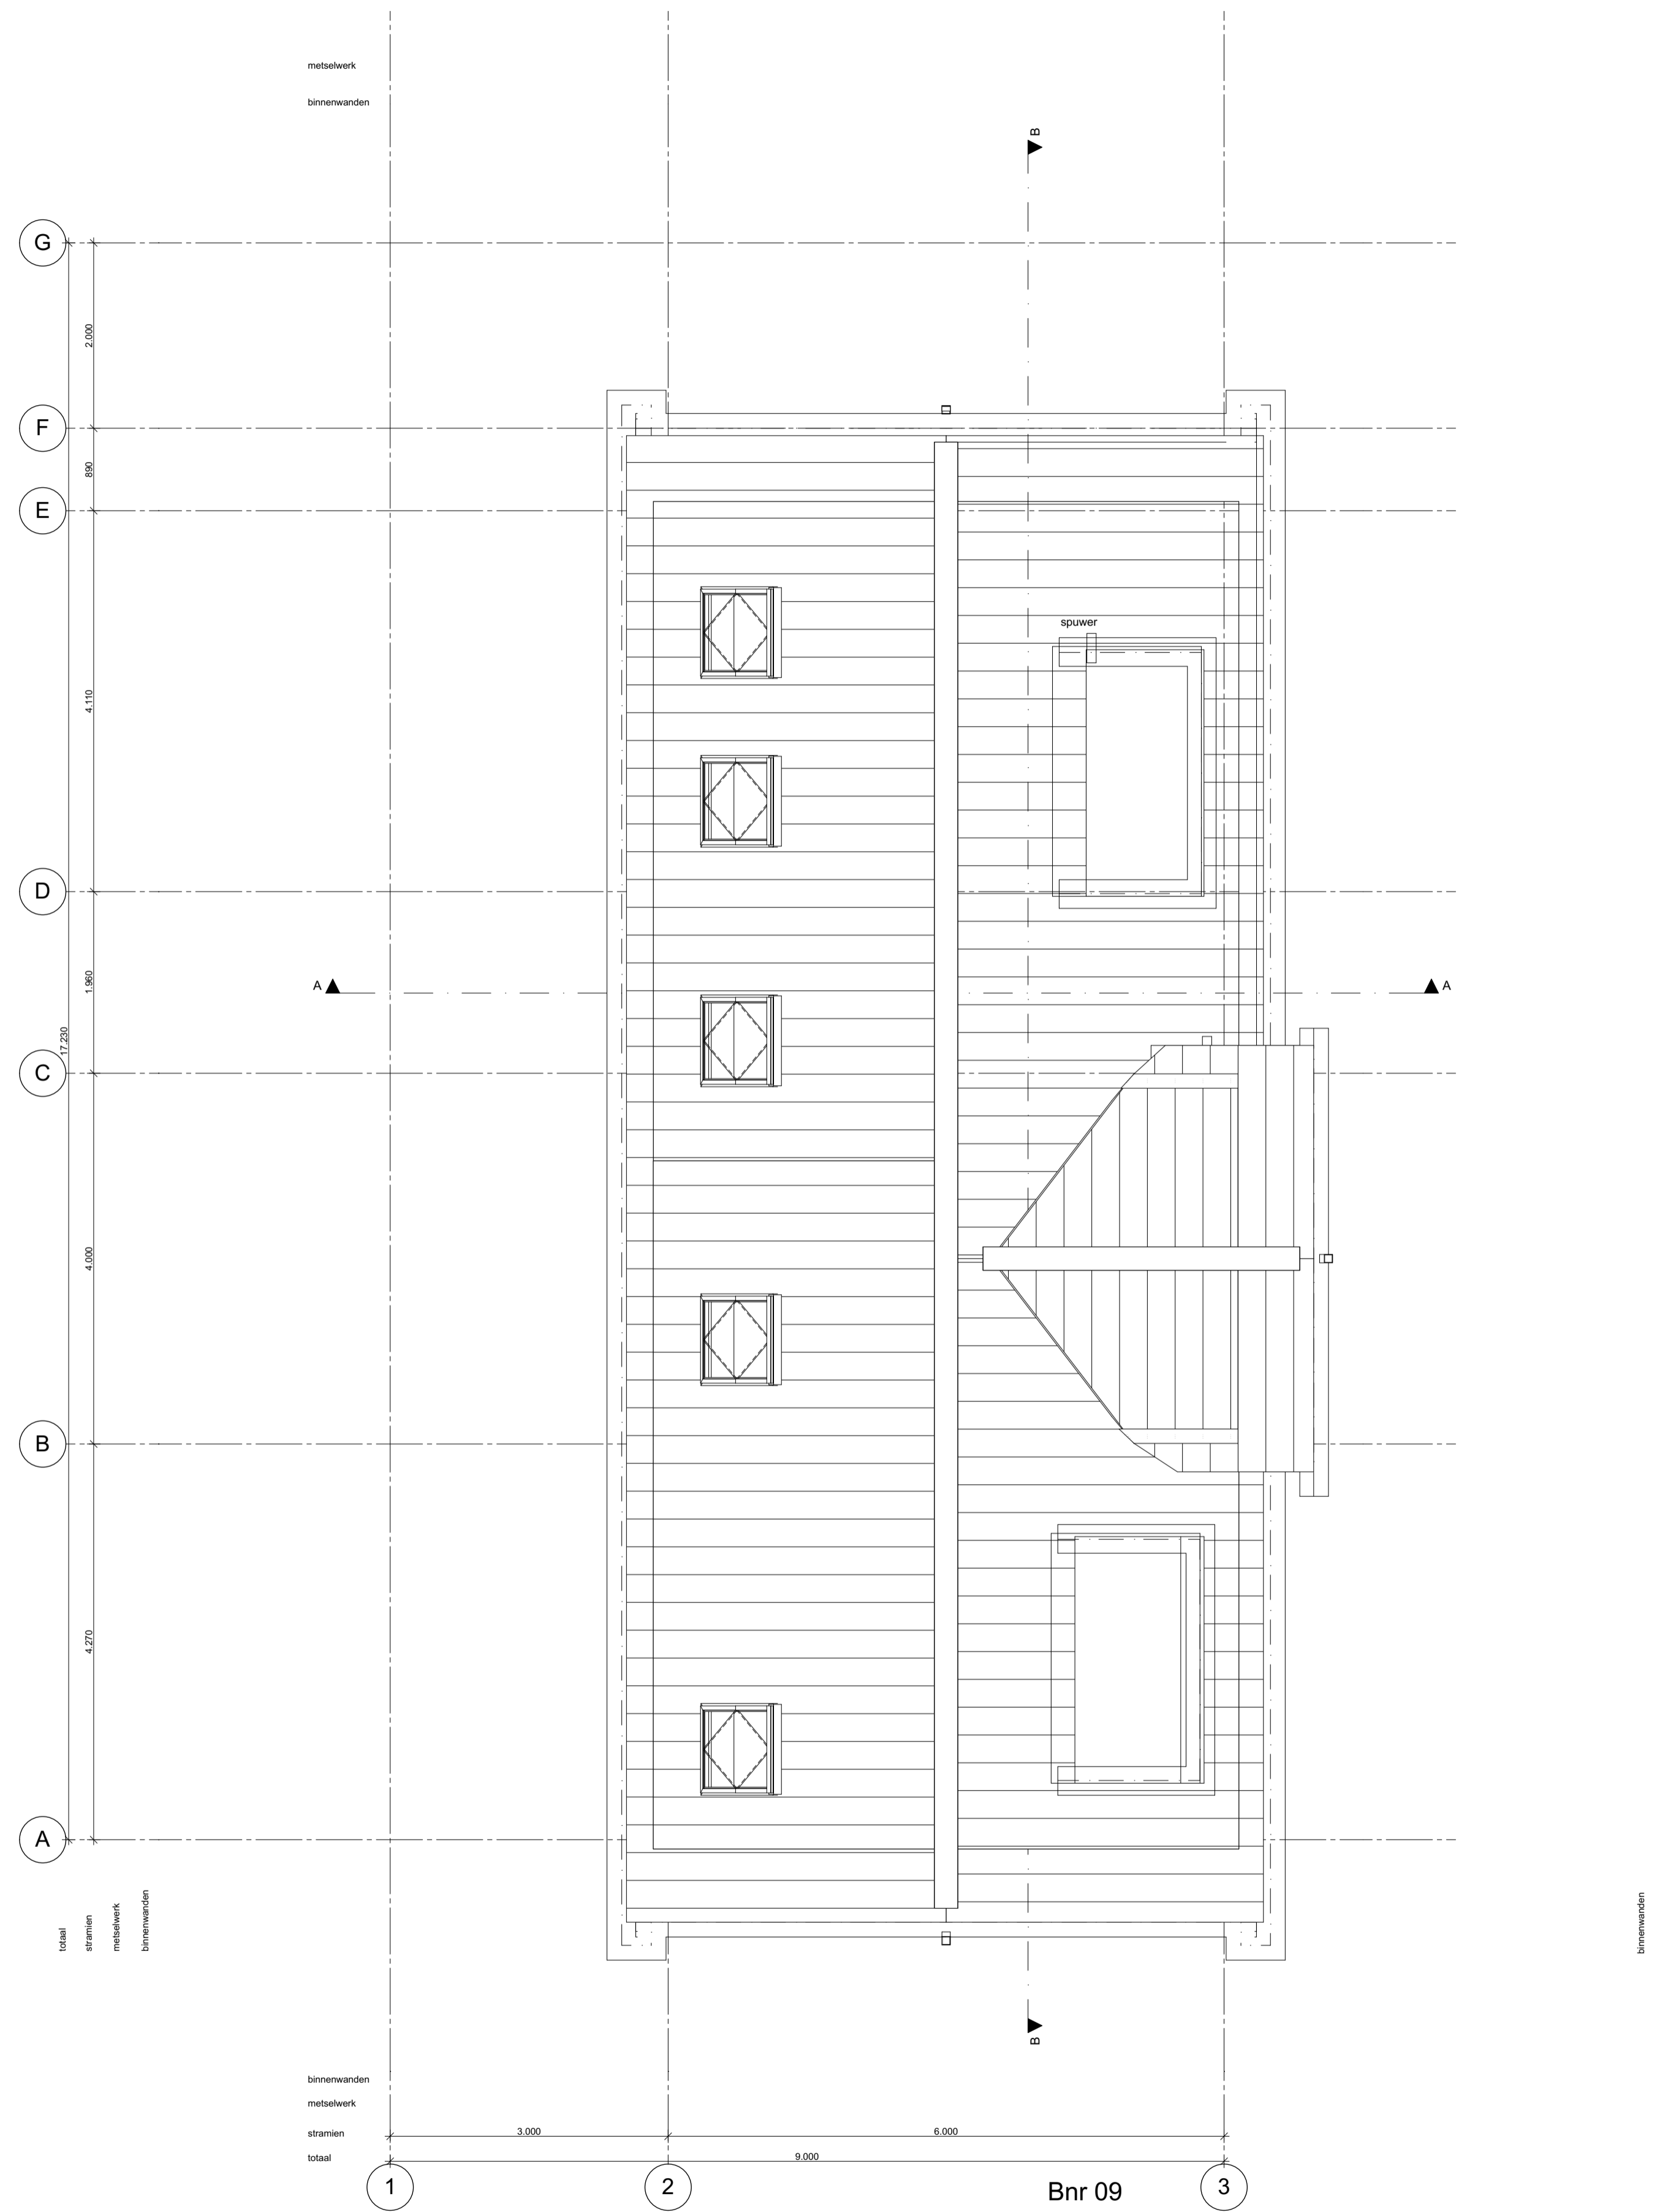 metselwerk
binnenwanden
B
G
2.000
F
890
E
spuwer
4.110
D
1.960
A
A
17.230
C
4.000
B
4.270
A
totaal
stramien
metselwerk
binnenwanden
binnenwanden
B
binnenwanden
metselwerk
stramien
3.000
6.000
totaal
9.000
1
2
Bnr 09
3